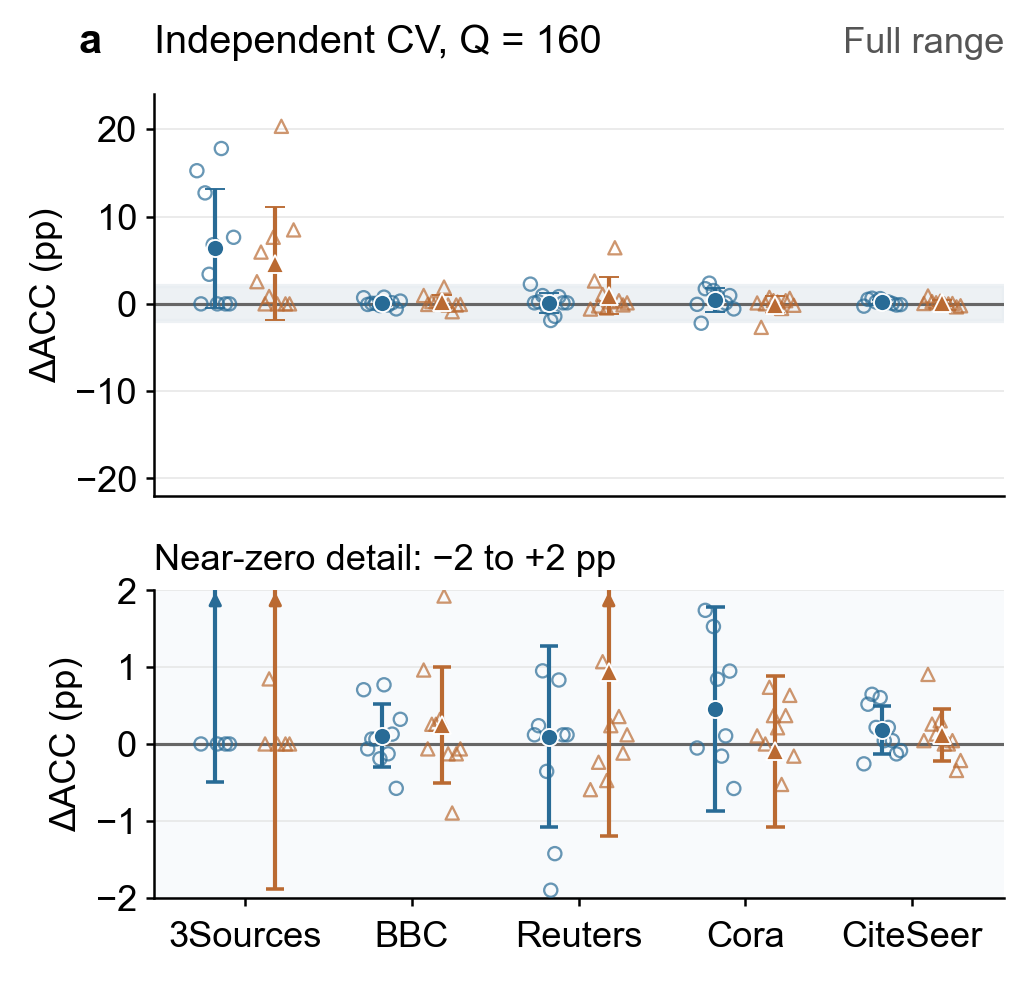 a Independent CV, Q = 160 Full range
ΔACC (pp)
20
10
0
−10
−20
Near-zero detail: −2 to +2 pp
ΔACC (pp)
2
1
0
−1
−2
3Sources BBC Reuters Cora CiteSeer